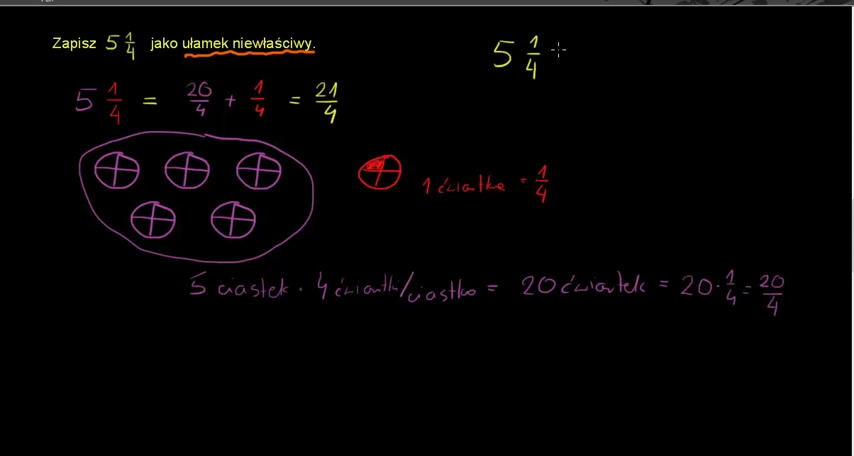 Zapisz 5 1/4 jako ułamek niewłaściwy.
5 1/4
5 1/4 = 20/4 + 1/4 = 21/4
1 ćwiartka = 1/4
5 ciastek · 4 ćwiartki/ciastko = 20 ćwiartek = 20 · 1/4 = 20/4